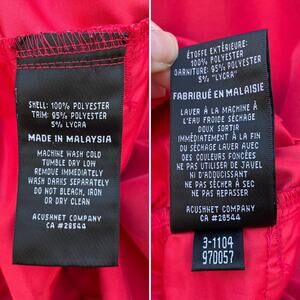 SHELL: 100% POLYESTER
TRIM: 95% POLYESTER
5% LYCRA
MADE IN MALAYSIA
MACHINE WASH COLD
TUMBLE DRY LOW
REMOVE IMMEDIATELY
WASH DARKS SEPARATELY
DO NOT BLEACH, IRON
OR DRY CLEAN
ACUSHNET COMPANY
CA #28544
ÉTOFFE EXTÉRIEURE:
100% POLYESTER
GARNITURE: 95% POLYESTER
5% "LYCRA"
FABRIQUÉ EN MALAISIE
LAVER À LA MACHINE À
L'EAU FROIDE SÉCHAGE
DOUX SORTIR
IMMÉDIATEMENT À LA FIN
DU SÉCHAGE LAVER AVEC
DES COULEURS FONCÉES
NE PAS UTILISER DE JAVEL
NI D'ADOUCISSANT
NE PAS SÉCHER À SEC
NE PAS REPASSER
ACUSHNET COMPANY
CA #28544
3-1104
970057